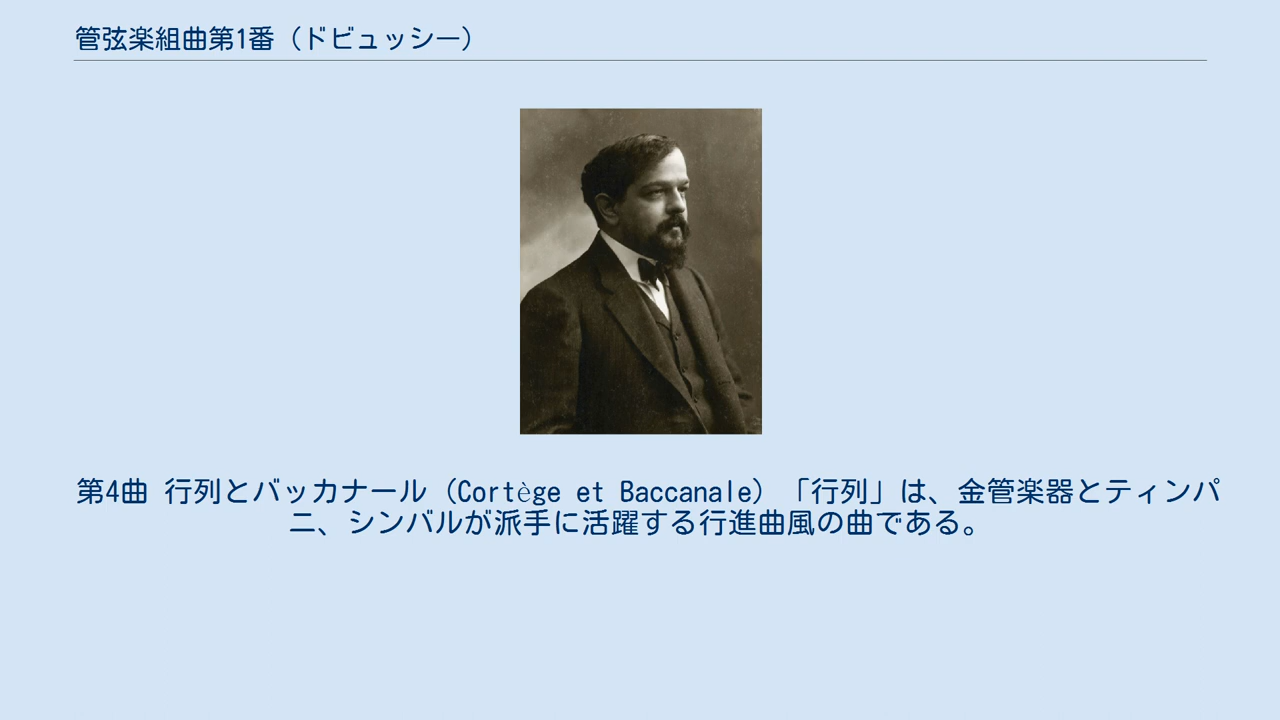 管弦楽組曲第1番（ドビュッシー）
第4曲 行列とバッカナール（Cortège et Baccanale）「行列」は、金管楽器とティンパ
ニ、シンバルが派手に活躍する行進曲風の曲である。